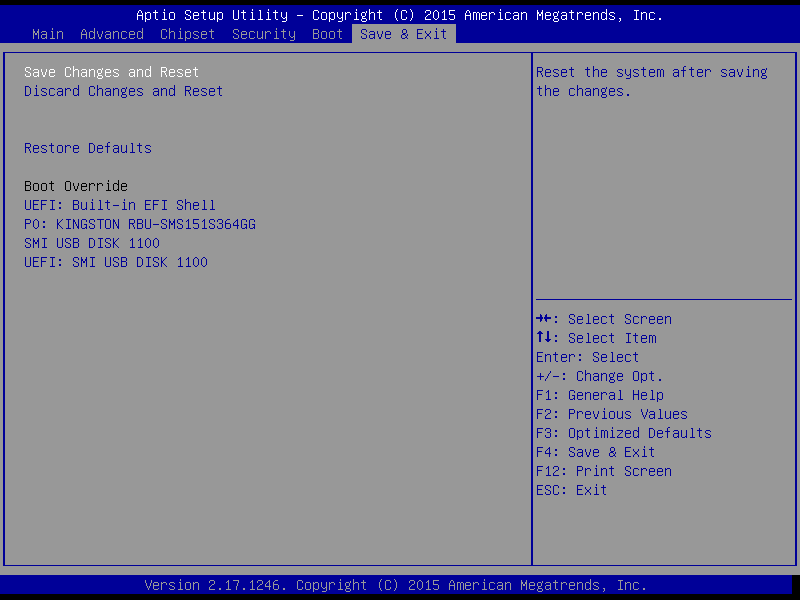 Aptio Setup Utility – Copyright (C) 2015 American Megatrends, Inc.
Main Advanced Chipset Security Boot Save & Exit
Save Changes and Reset
Discard Changes and Reset
Restore Defaults
Boot Override
UEFI: Built-in EFI Shell
P0: KINGSTON RBU-SMS151S364GG
SMI USB DISK 1100
UEFI: SMI USB DISK 1100
Reset the system after saving
the changes.
→←: Select Screen
↑↓: Select Item
Enter: Select
+/-: Change Opt.
F1: General Help
F2: Previous Values
F3: Optimized Defaults
F4: Save & Exit
F12: Print Screen
ESC: Exit
Version 2.17.1246. Copyright (C) 2015 American Megatrends, Inc.